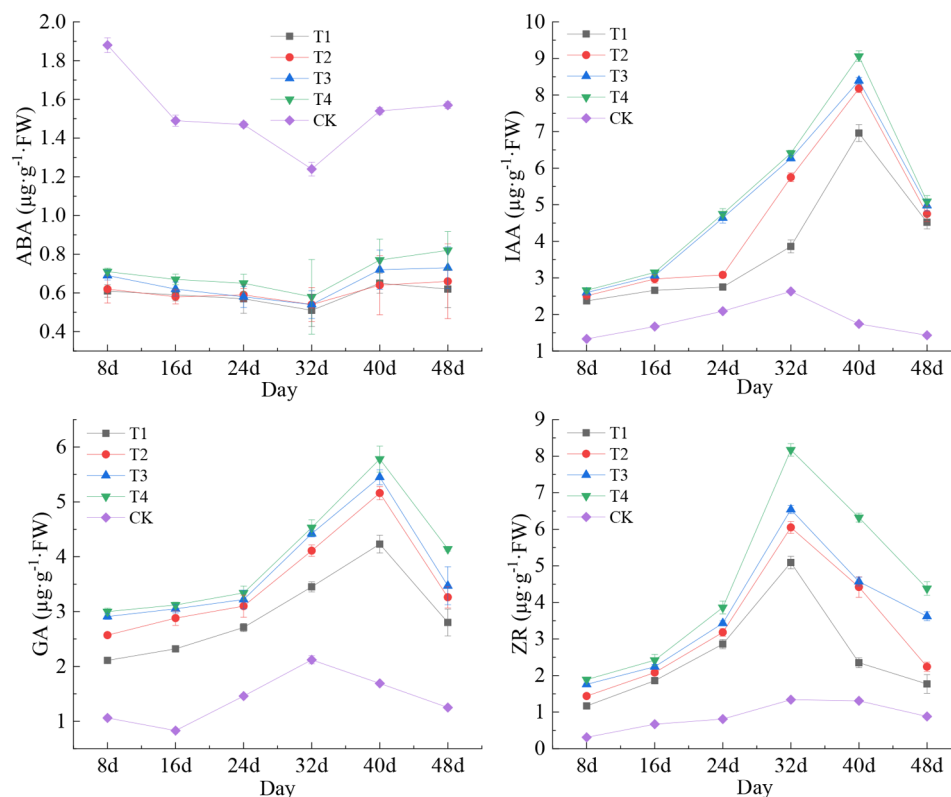 2.0
1.8
1.6
1.4
1.2
1.0
0.8
0.6
0.4
ABA (μg·g⁻¹·FW)
T1
T2
T3
T4
CK
8d 16d 24d 32d 40d 48d
Day
10
9
8
7
6
5
4
3
2
1
IAA (μg·g⁻¹·FW)
T1
T2
T3
T4
CK
8d 16d 24d 32d 40d 48d
Day
6
5
4
3
2
1
GA (μg·g⁻¹·FW)
T1
T2
T3
T4
CK
8d 16d 24d 32d 40d 48d
Day
9
8
7
6
5
4
3
2
1
0
ZR (μg·g⁻¹·FW)
T1
T2
T3
T4
CK
8d 16d 24d 32d 40d 48d
Day